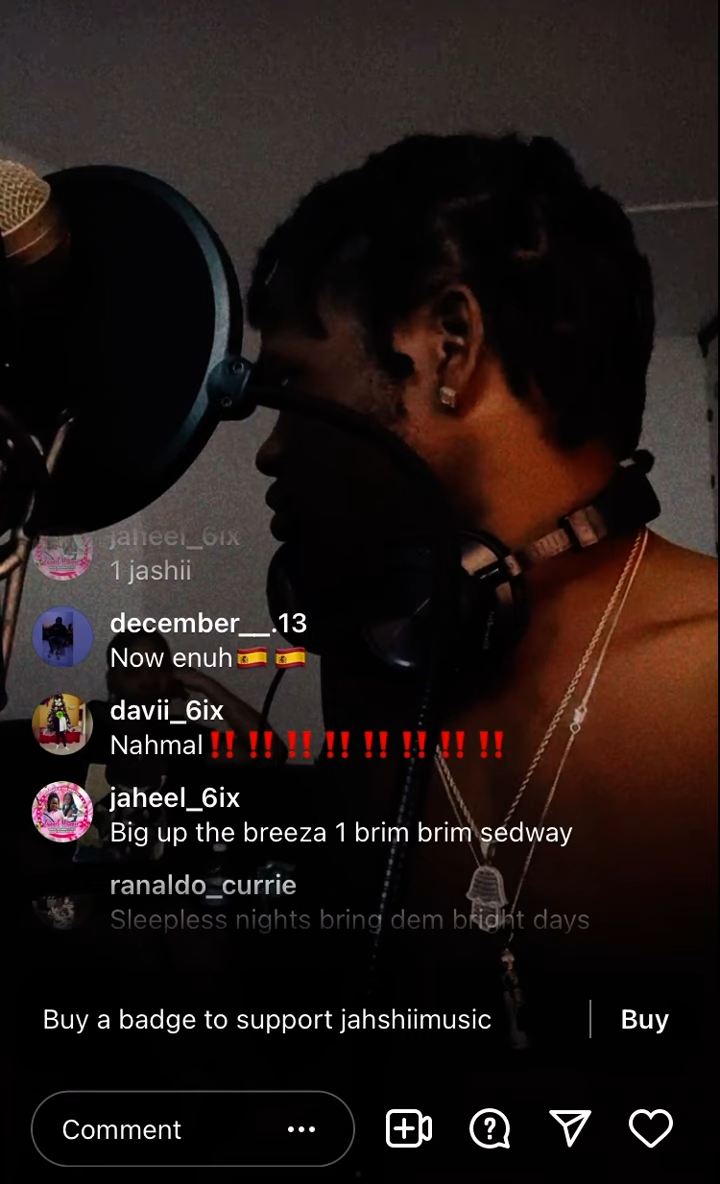 jaheel_6ix
1 jashii
december__.13
Now enuh🇪🇸 🇪🇸
davii_6ix
Nahmal‼️ ‼️ ‼️ ‼️ ‼️ ‼️ ‼️ ‼️
jaheel_6ix
Big up the breeza 1 brim brim sedway
ranaldo_currie
Sleepless nights bring dem bright days
Buy a badge to support jahshiimusic
Buy
Comment